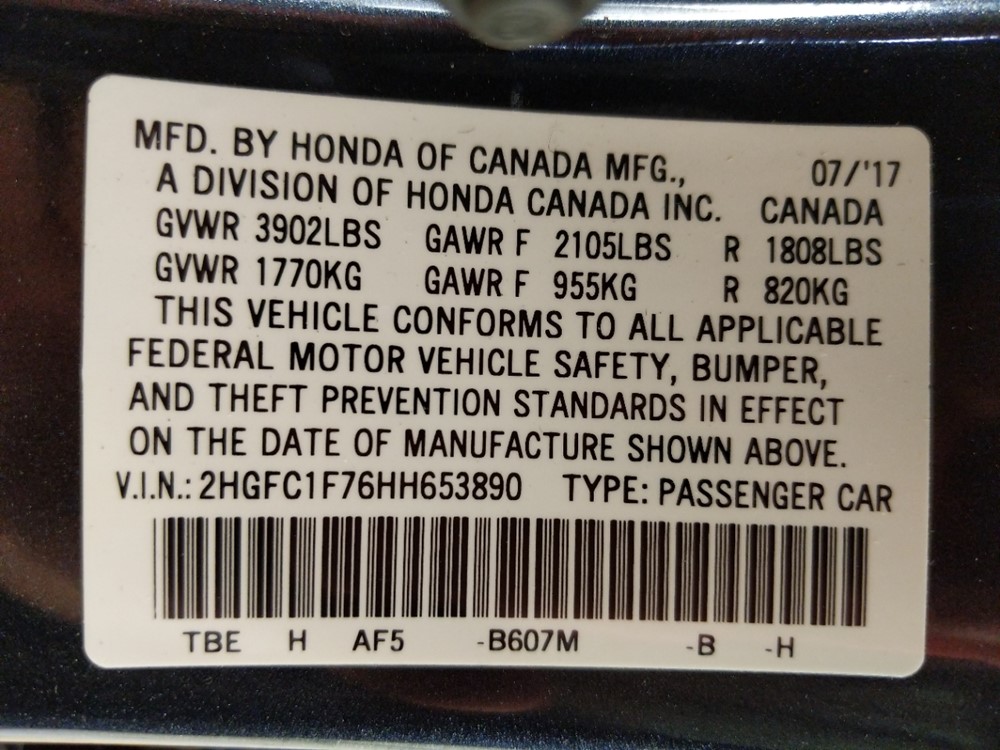 MFD. BY HONDA OF CANADA MFG., 07/'17
A DIVISION OF HONDA CANADA INC. CANADA
GVWR 3902LBS GAWR F 2105LBS R 1808LBS
GVWR 1770KG GAWR F 955KG R 820KG
THIS VEHICLE CONFORMS TO ALL APPLICABLE
FEDERAL MOTOR VEHICLE SAFETY, BUMPER,
AND THEFT PREVENTION STANDARDS IN EFFECT
ON THE DATE OF MANUFACTURE SHOWN ABOVE.
V.I.N.: 2HGFC1F76HH653890 TYPE: PASSENGER CAR
TBE H AF5 -B607M -B -H